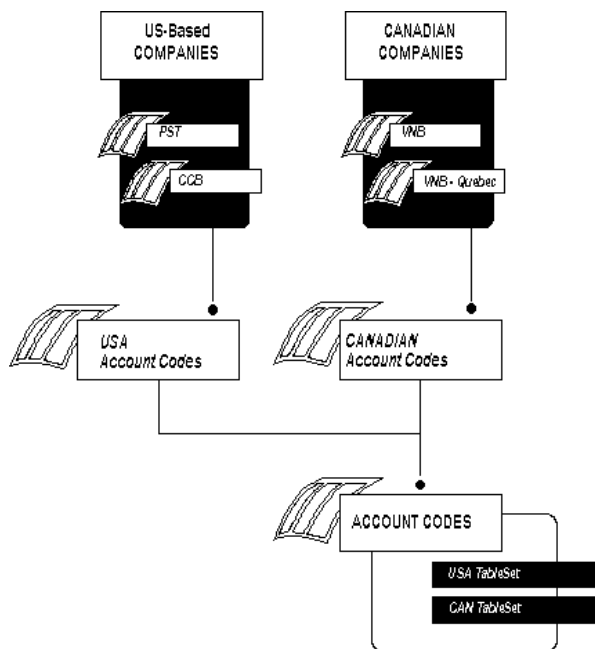 US-Based
COMPANIES
CANADIAN
COMPANIES
PST
CCB
VNB
VNB - Quebec
USA
Account Codes
CANADIAN
Account Codes
ACCOUNT CODES
USA TableSet
CAN TableSet